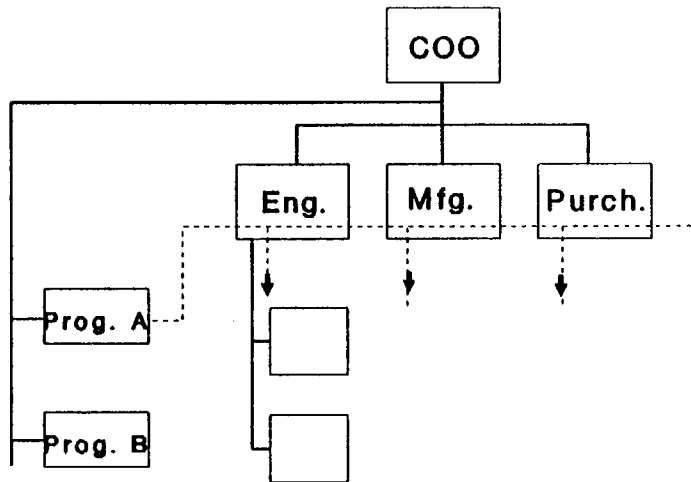 COO
Eng.
Mfg.
Purch.
Prog. A
Prog. B